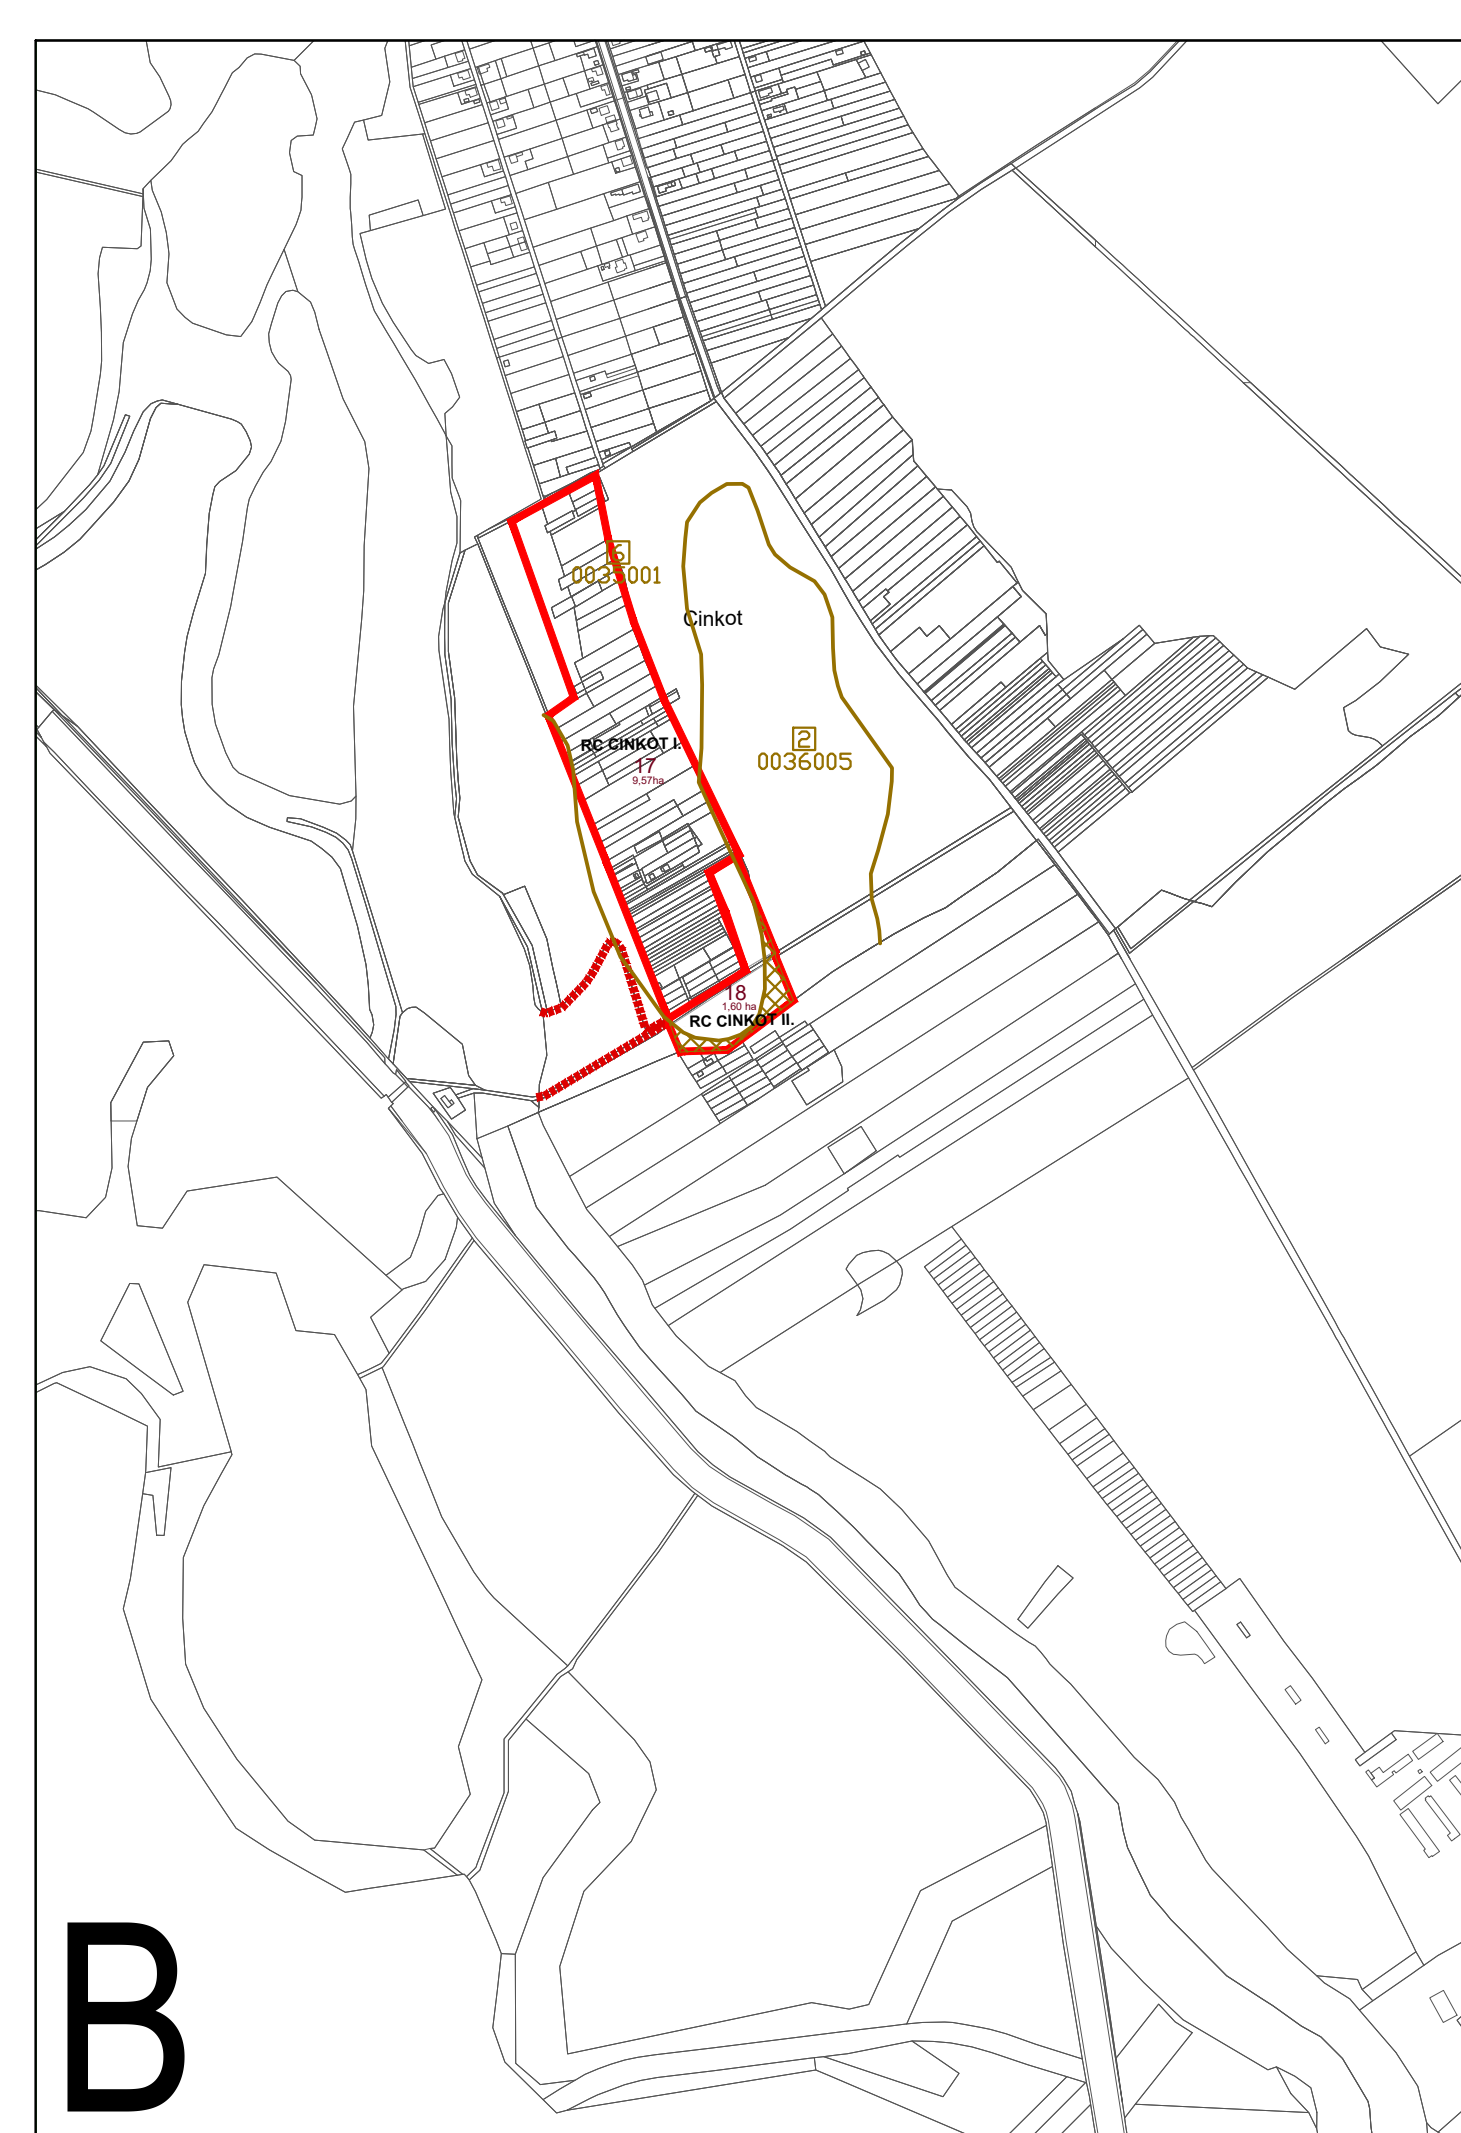 6
0035001
Cinkot
2
0036005
RC CINKOT I.
17
9,57ha
18
1,60 ha
RC CINKOT II.
B